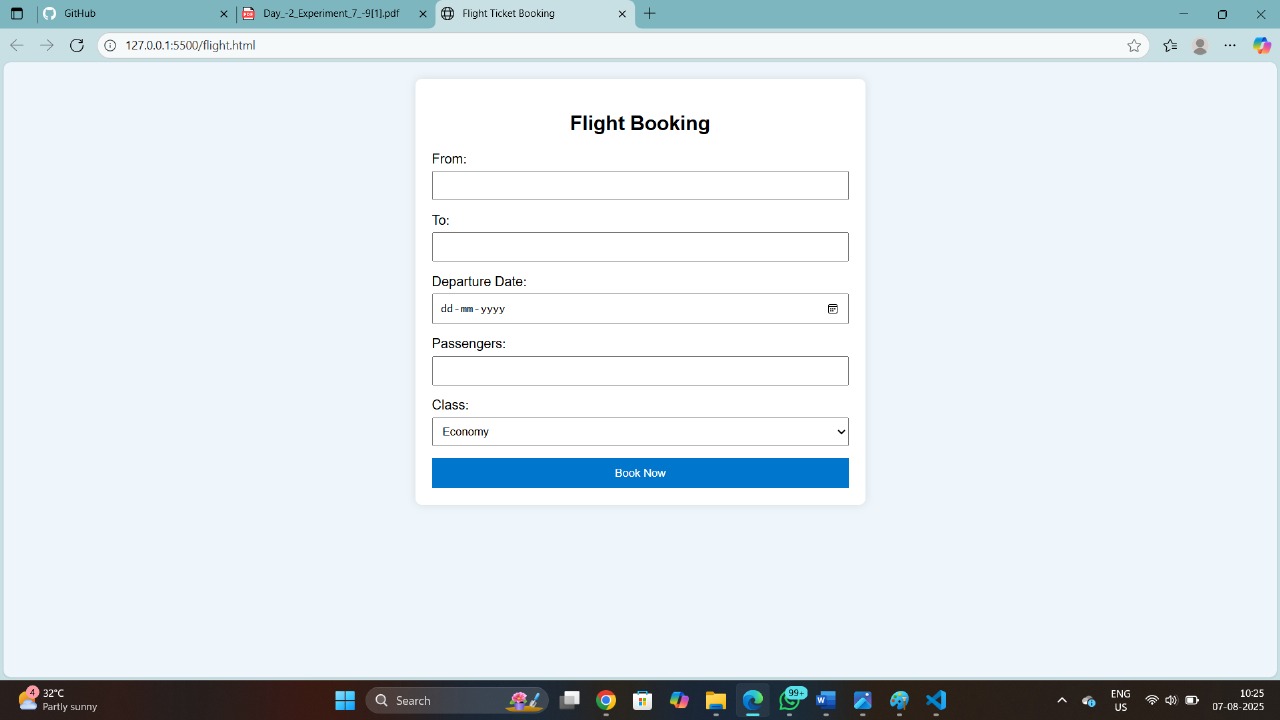 GitHub
Day_-2_Experiment_7_-9[1].pdf
Flight Ticket Booking
127.0.0.1:5500/flight.html
Flight Booking
From:
To:
Departure Date:
dd-mm-yyyy
Passengers:
Class:
Economy
Book Now
4
32°C
Partly sunny
Search
99+
ENG
US
10:25
07-08-2025